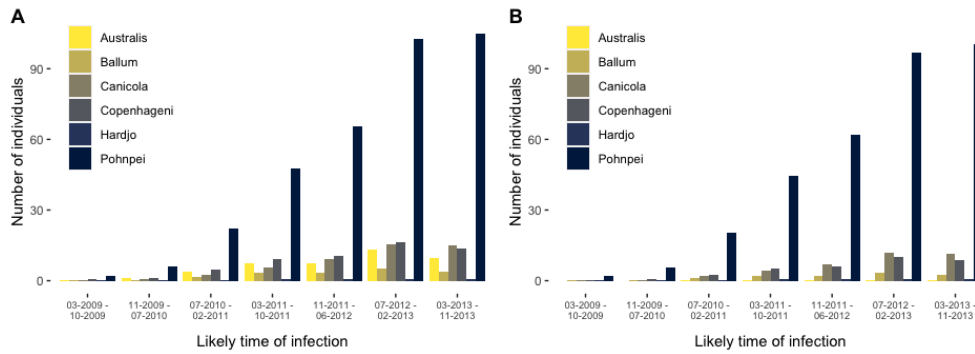 A
Number of individuals
90
60
30
0
Australis
Ballum
Canicola
Copenhageni
Hardjo
Pohnpei
03-2009 - 11-2009 - 07-2010 - 03-2011 - 11-2011 - 07-2012 - 03-2013 -
10-2009 07-2010 02-2011 10-2011 06-2012 02-2013 11-2013
Likely time of infection
B
Number of individuals
90
60
30
0
Australis
Ballum
Canicola
Copenhageni
Hardjo
Pohnpei
03-2009 - 11-2009 - 07-2010 - 03-2011 - 11-2011 - 07-2012 - 03-2013 -
10-2009 07-2010 02-2011 10-2011 06-2012 02-2013 11-2013
Likely time of infection